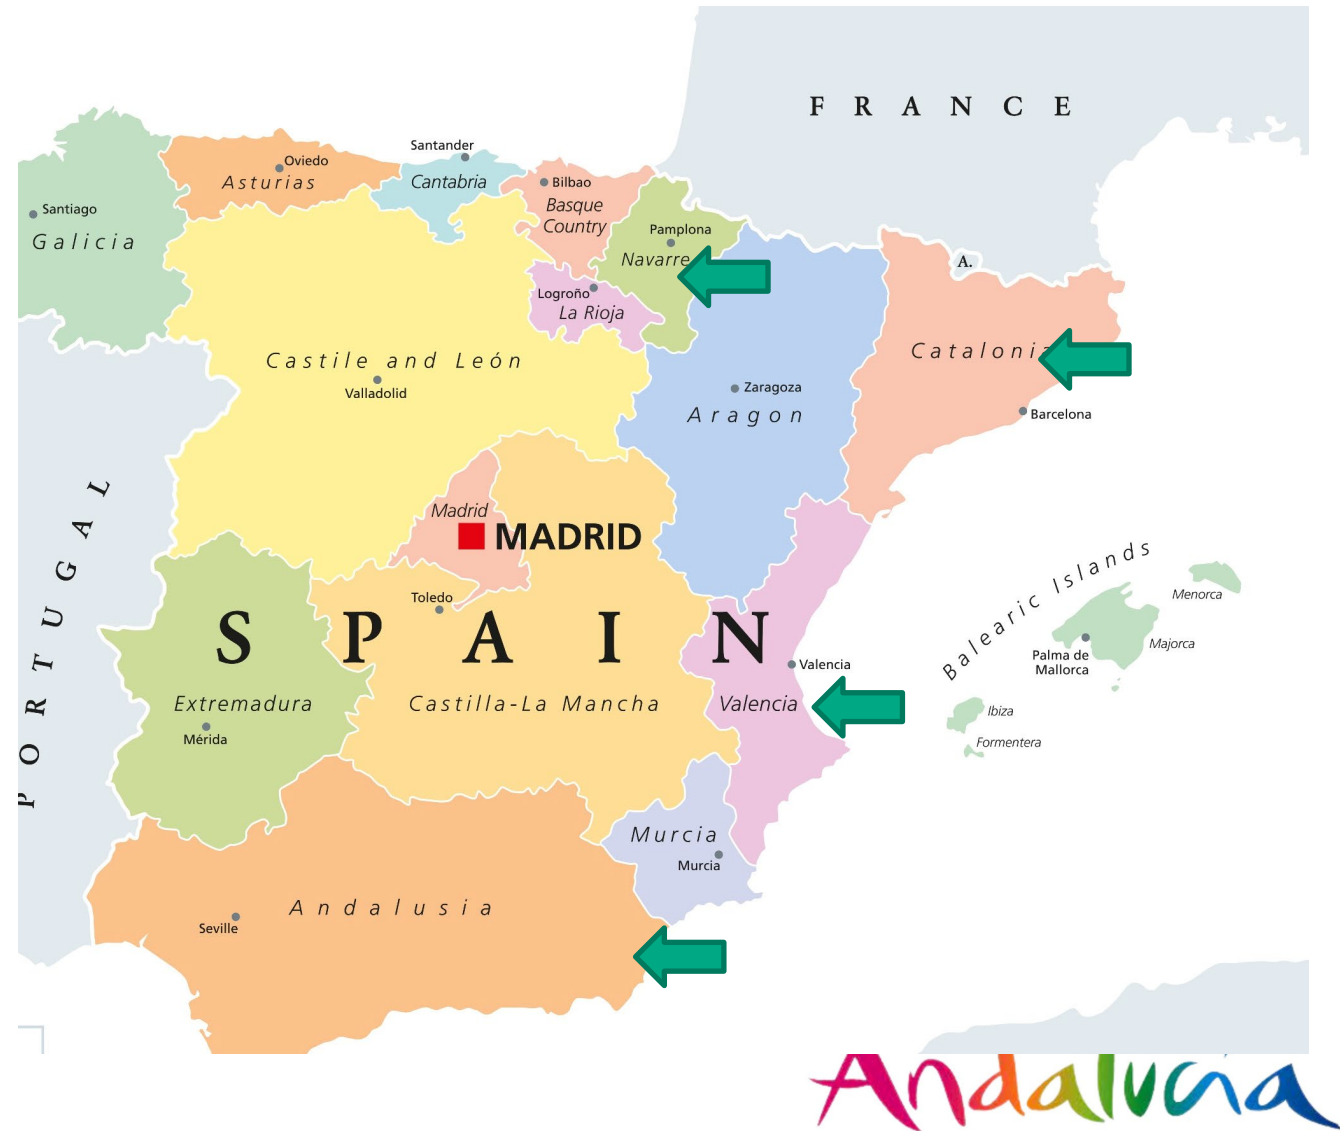 FRANCE
Santander
Oviedo
Asturias
Cantabria
Bilbao
Basque
Country
Santiago
Galicia
Pamplona
Navarre
A.
Logroño
La Rioja
Castile and León
Valladolid
Catalonia
Zaragoza
Aragon
Barcelona
PORTUGAL
Madrid
MADRID
Balearic Islands
Menorca
Toledo
SPAIN
Palma de
Mallorca
Majorca
Valencia
Extremadura
Castilla-La Mancha
Valencia
Ibiza
Mérida
Formentera
Murcia
Murcia
Andalusia
Seville
Andalucía